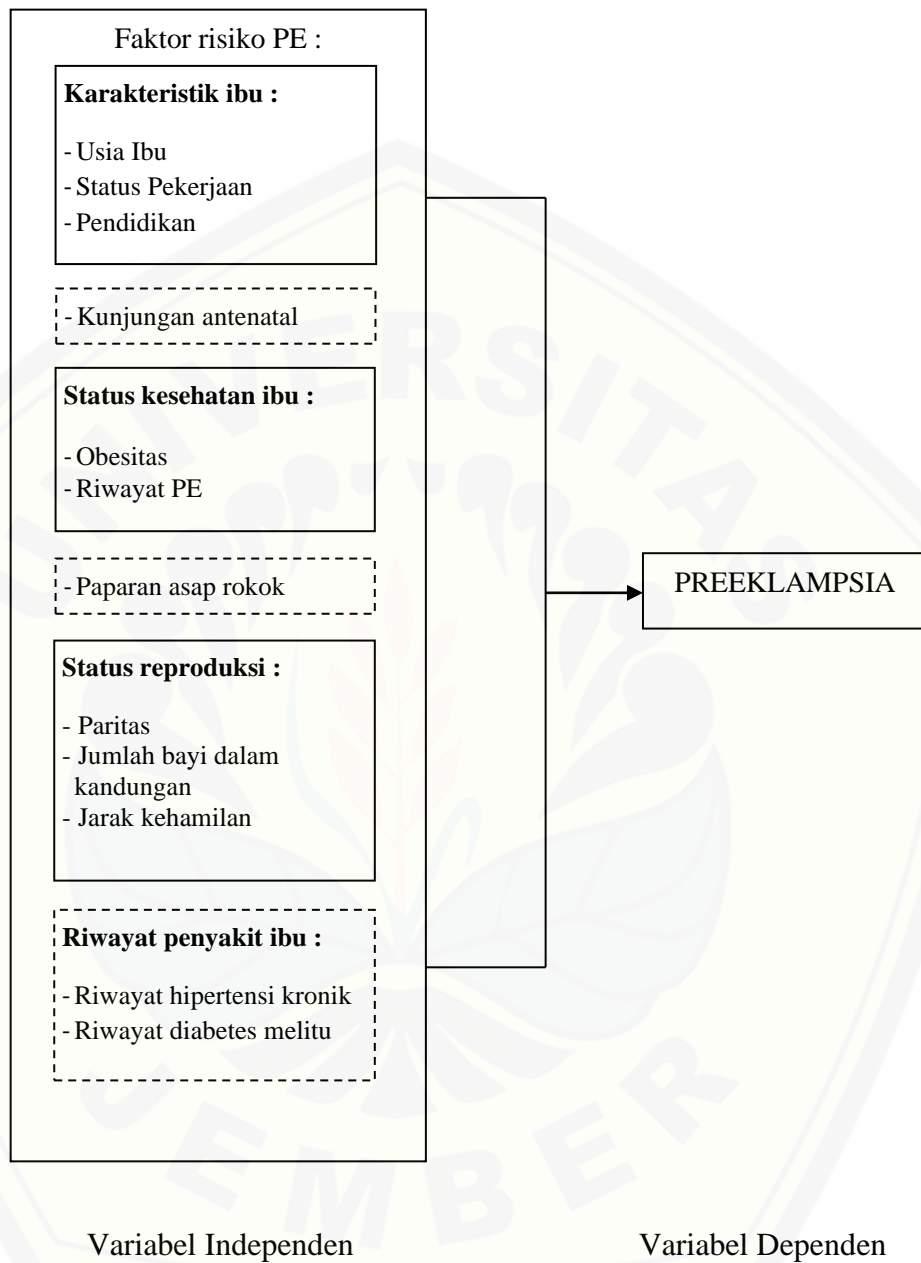 Faktor risiko PE :
Karakteristik ibu :
- Usia Ibu
- Status Pekerjaan
- Pendidikan
- Kunjungan antenatal
Status kesehatan ibu :
- Obesitas
- Riwayat PE
- Paparan asap rokok
Status reproduksi :
- Paritas
- Jumlah bayi dalam
kandungan
- Jarak kehamilan
Riwayat penyakit ibu :
- Riwayat hipertensi kronik
- Riwayat diabetes melitu
PREEKLAMPSIA
Variabel Independen
Variabel Dependen
UNIVERSITAS
JEMBER